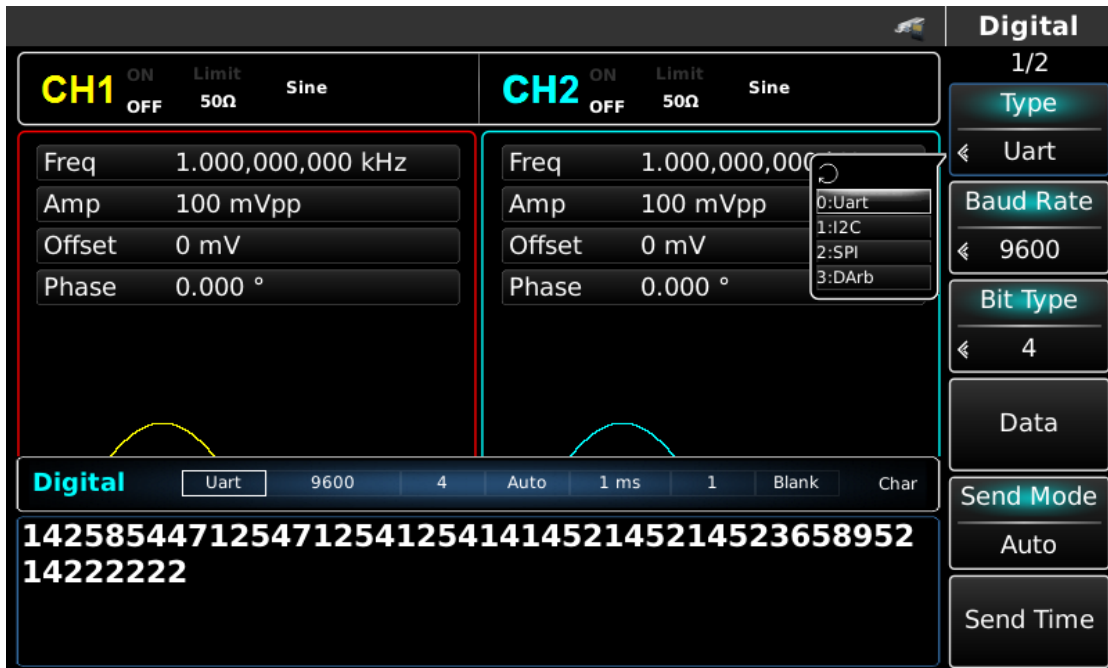 Digital
1/2
CH1 ON OFF Limit 50Ω Sine
CH2 ON OFF Limit 50Ω Sine
Freq 1.000,000,000 kHz
Amp 100 mVpp
Offset 0 mV
Phase 0.000 °
Freq 1.000,000,000
Amp 100 mVpp
Offset 0 mV
Phase 0.000 °
0:Uart
1:I2C
2:SPI
3:DArb
Type
Uart
Baud Rate
9600
Bit Type
4
Data
Send Mode
Auto
Send Time
Digital Uart 9600 4 Auto 1 ms 1 Blank Char
1425854471254712541254141452145214523658952
14222222